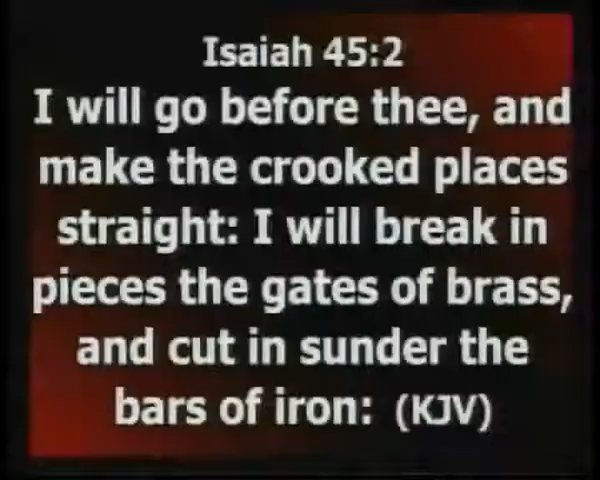 Isaiah 45:2
I will go before thee, and
make the crooked places
straight: I will break in
pieces the gates of brass,
and cut in sunder the
bars of iron: (KJV)